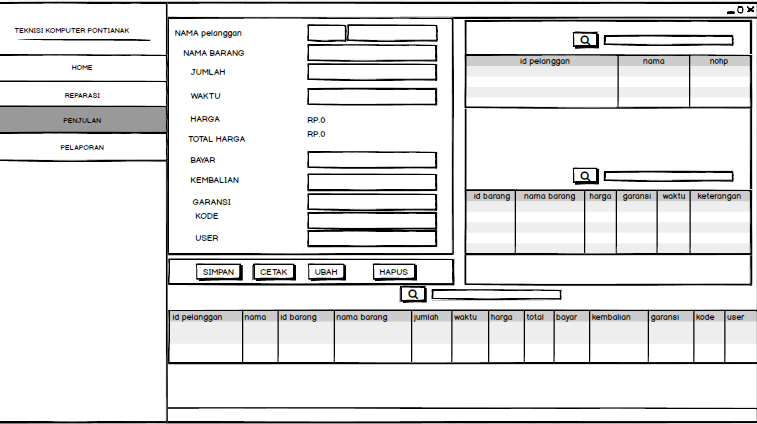 TEKNISI KOMPUTER PONTIANAK
HOME
REPARASI
PENJULAN
PELAPORAN
NAMA pelanggan
NAMA BARANG
JUMLAH
WAKTU
HARGA RP.0
TOTAL HARGA RP.0
BAYAR
KEMBALIAN
GARANSI
KODE
USER
SIMPAN CETAK UBAH HAPUS
id pelanggan nama nohp
id barang nama barang harga garansi waktu keterangan
id pelanggan nama id barang nama barang jumlah waktu harga total bayar kembalian garansi kode user